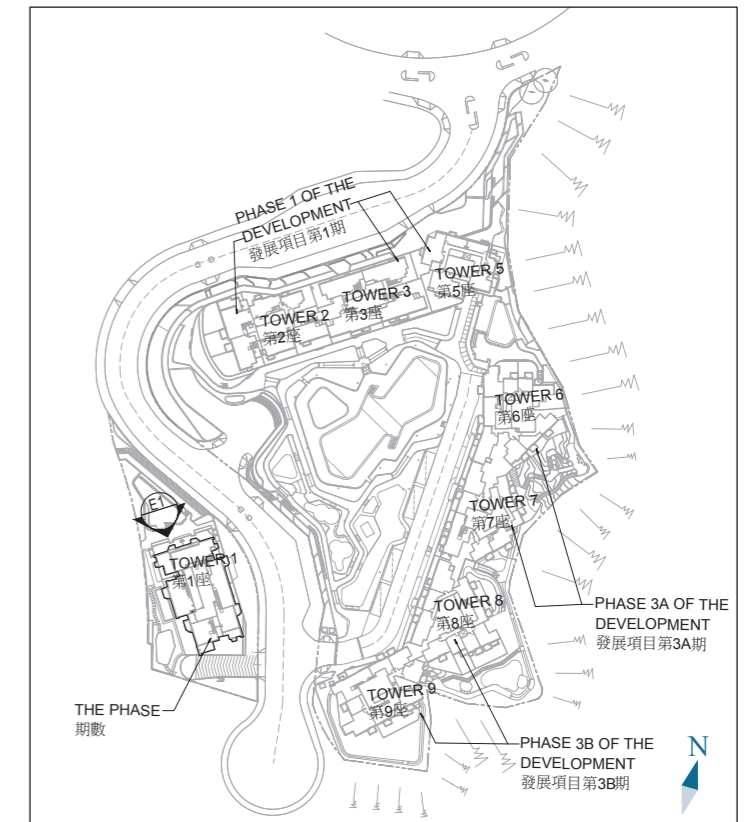 PHASE 1 OF THE
DEVELOPMENT
發展項目第1期
TOWER 5
第5座
TOWER 3
第3座
TOWER 2
第2座
TOWER 6
第6座
TOWER 7
第7座
E1
TOWER 1
第1座
TOWER 8
第8座
PHASE 3A OF THE
DEVELOPMENT
發展項目第3A期
TOWER 9
第9座
THE PHASE
期數
PHASE 3B OF THE
DEVELOPMENT
發展項目第3B期
N